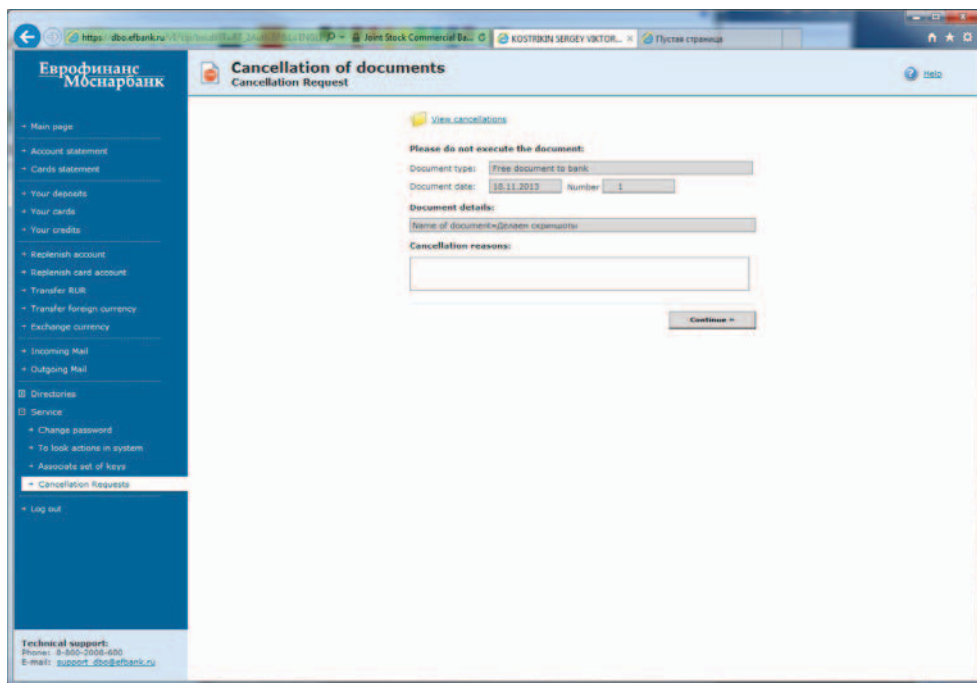 https dbo.efbank.ru
Joint Stock Commercial Ba...
KOSTRIKIN SERGEY VIKTOR...
Пустая страница
Еврофинанс
Моснарбанк
Cancellation of documents
Cancellation Request
Help
Main page
Account statement
Cards statement
Your deposits
Your cards
Your credits
Replenish account
Replenish card account
Transfer RUR
Transfer foreign currency
Exchange currency
Incoming Mail
Outgoing Mail
Directories
Service
Change password
To look actions in system
Associate set of keys
Cancellation Requests
Log out
Technical support:
Phone: 8-800-2008-600
E-mail: support_dbo@efbank.ru
View cancellations
Please do not execute the document:
Document type: Free document to bank
Document date: 10.11.2013 Number 1
Document details:
Name of document=Делаем скриншоты
Cancellation reasons:
Continue »